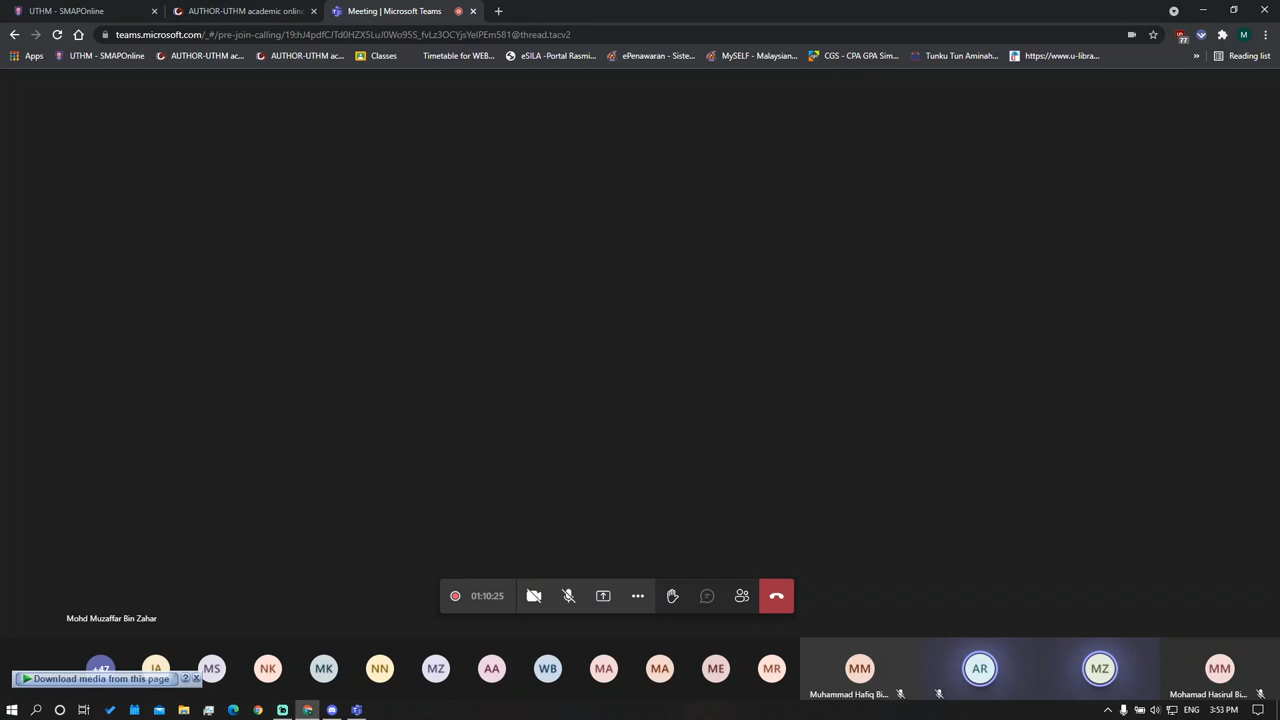 UTHM - SMAPOnline
AUTHOR-UTHM academic onlin
Meeting | Microsoft Teams
teams.microsoft.com/_#/pre-join-calling/19:hJ4pdfCJTd0HZX5LuJ0Wo95S_fvLz3OCYjsYelPEm581@thread.tacv2
77
M
Apps
UTHM - SMAPOnline
AUTHOR-UTHM ac...
AUTHOR-UTHM ac...
Classes
Timetable for WEB...
eSILA -Portal Rasmi...
ePenawaran - Siste...
MySELF - Malaysian...
CGS - CPA GPA Sim...
Tunku Tun Aminah...
https://www.u-libra...
Reading list
01:10:25
Mohd Muzaffar Bin Zahar
+47
IA
MS
NK
MK
NN
MZ
AA
WB
MA
MA
ME
MR
MM
AR
MZ
MM
Download media from this page
?
Muhammad Hafiq Bi...
Mohamad Hasirul Bi...
ENG
3:53 PM